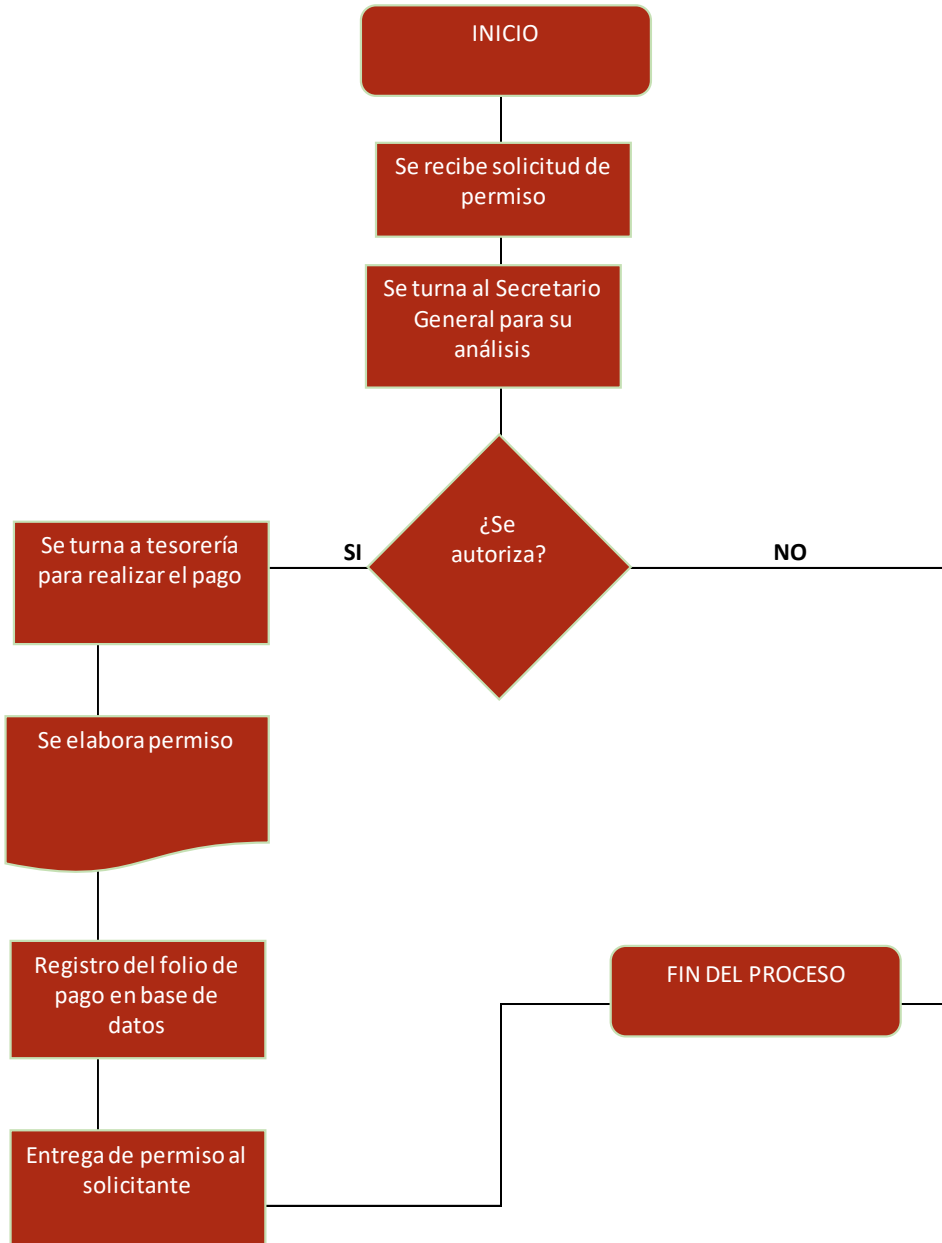 INICIO
Se recibe solicitud de
permiso
Se turna al Secretario
General para su
análisis
¿Se
autoriza?
SI
NO
Se turna a tesorería
para realizar el pago
Se elabora permiso
Registro del folio de
pago en base de
datos
Entrega de permiso al
solicitante
FIN DEL PROCESO